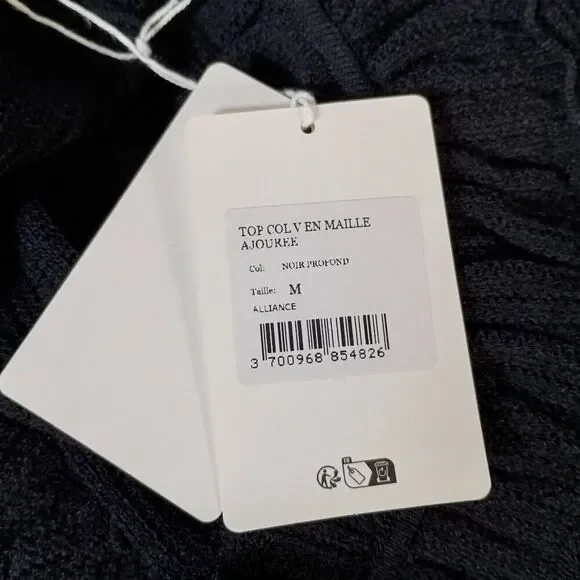 TOP COL V EN MAILLE
AJOUREE
Col: NOIR PROFOND
Taille: M
ALLIANCE
3 700968 854826